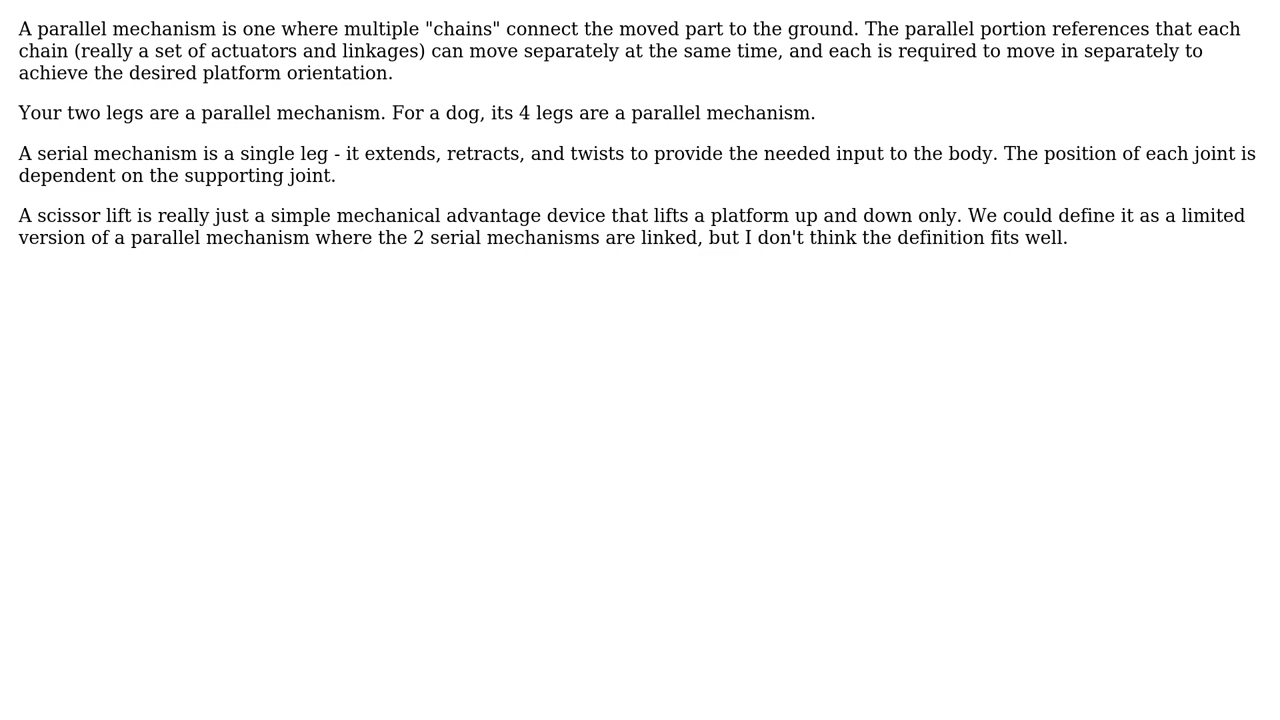 A parallel mechanism is one where multiple "chains" connect the moved part to the ground. The parallel portion references that each
chain (really a set of actuators and linkages) can move separately at the same time, and each is required to move in separately to
achieve the desired platform orientation.
Your two legs are a parallel mechanism. For a dog, its 4 legs are a parallel mechanism.
A serial mechanism is a single leg - it extends, retracts, and twists to provide the needed input to the body. The position of each joint is
dependent on the supporting joint.
A scissor lift is really just a simple mechanical advantage device that lifts a platform up and down only. We could define it as a limited
version of a parallel mechanism where the 2 serial mechanisms are linked, but I don't think the definition fits well.